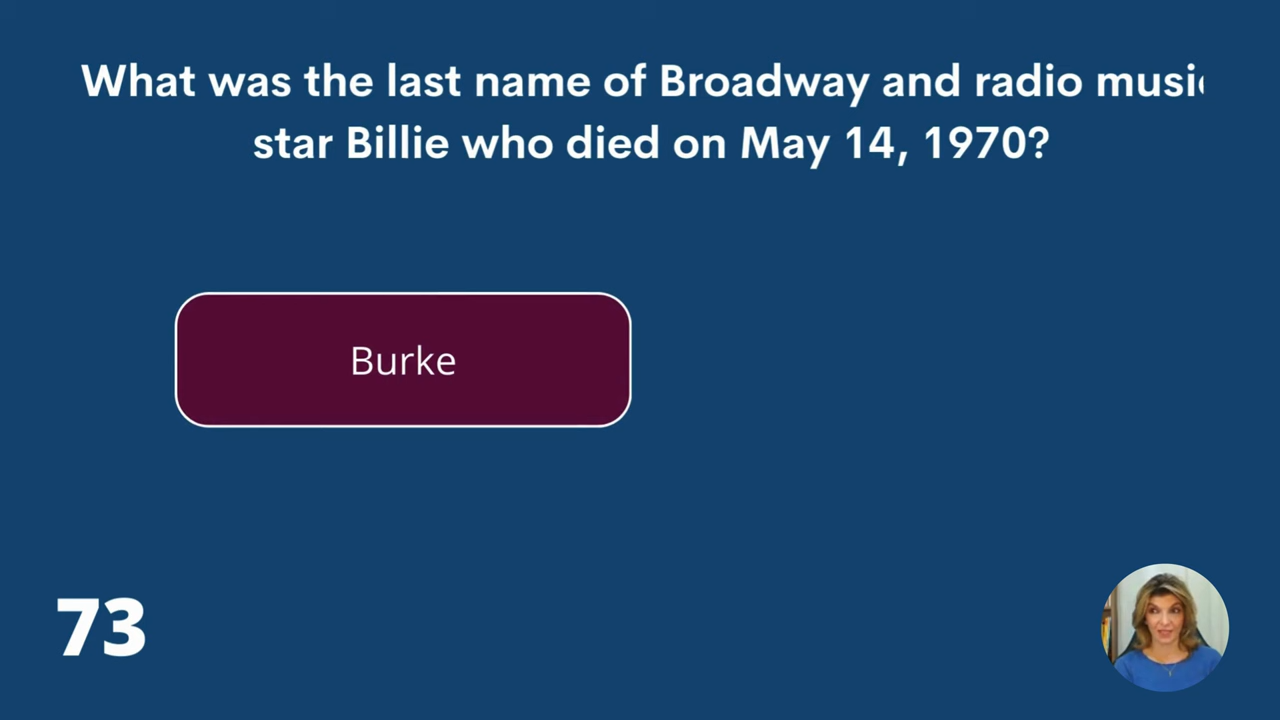 What was the last name of Broadway and radio music
star Billie who died on May 14, 1970?
Burke
73